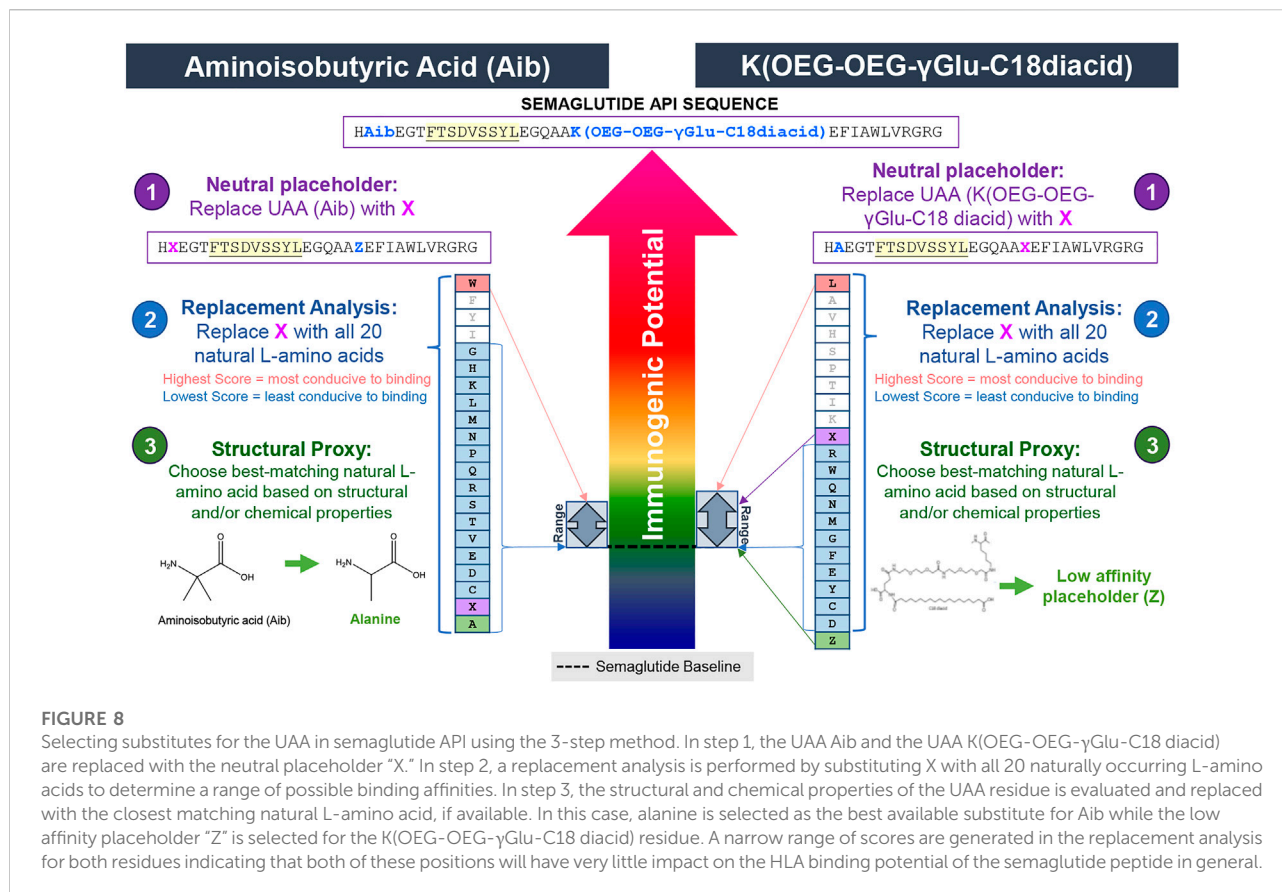 Aminoisobutyric Acid (Aib)
K(OEG-OEG-γGlu-C18diacid)
SEMAGLUTIDE API SEQUENCE
HAibEGTFTSDVSSYLEGQAAK(OEG-OEG-γGlu-C18diacid)EFIAWLVRGRG
1
Neutral placeholder:
Replace UAA (Aib) with X
HXEGTFTSDVSSYLEGQAAZEFIAWLVRGRG
2
Replacement Analysis:
Replace X with all 20
natural L-amino acids
Highest Score = most conducive to binding
Lowest Score = least conducive to binding
3
Structural Proxy:
Choose best-matching natural L-
amino acid based on structural
and/or chemical properties
H₂N
O
OH
Aminoisobutyric acid (Aib)
H₂N
O
OH
Alanine
W
F
Y
I
G
H
K
L
M
N
P
Q
R
S
T
V
E
D
C
X
A
Range
Immunogenic Potential
Range
Semaglutide Baseline
Neutral placeholder:
Replace UAA (K(OEG-OEG-
γGlu-C18 diacid) with
X
1
HAEGTFTSDVSSYLEGQAAXEFIAWLVRGRG
L
A
V
H
S
P
T
I
K
X
R
W
Q
N
M
G
F
E
Y
C
D
Z
Replacement Analysis:
Replace X with all 20
natural L-amino acids
2
Highest Score = most conducive to binding
Lowest Score = least conducive to binding
Structural Proxy:
3
Choose best-matching natural L-
amino acid based on structural
and/or chemical properties
Low affinity
placeholder (Z)
FIGURE 8
Selecting substitutes for the UAA in semaglutide API using the 3-step method. In step 1, the UAA Aib and the UAA K(OEG-OEG-γGlu-C18 diacid)
are replaced with the neutral placeholder “X.” In step 2, a replacement analysis is performed by substituting X with all 20 naturally occurring L-amino
acids to determine a range of possible binding affinities. In step 3, the structural and chemical properties of the UAA residue is evaluated and replaced
with the closest matching natural L-amino acid, if available. In this case, alanine is selected as the best available substitute for Aib while the low
affinity placeholder “Z” is selected for the K(OEG-OEG-γGlu-C18 diacid) residue. A narrow range of scores are generated in the replacement analysis
for both residues indicating that both of these positions will have very little impact on the HLA binding potential of the semaglutide peptide in general.